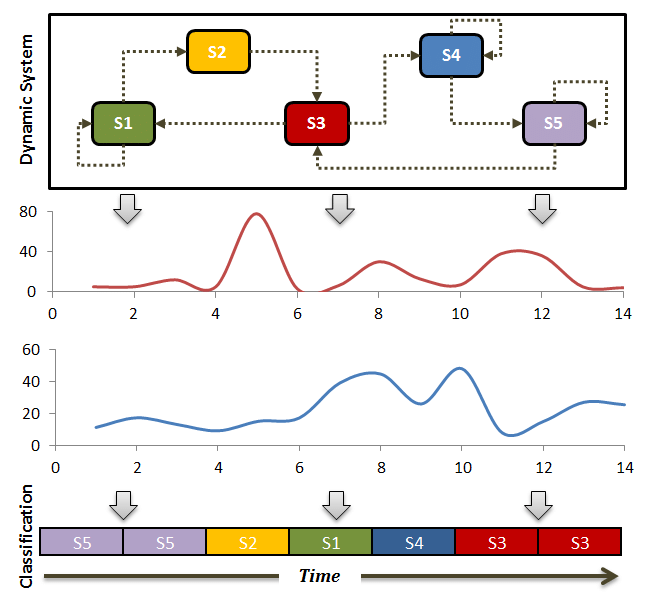 Dynamic System
S2
S4
S1
S3
S5
80
40
0
0 2 4 6 8 10 12 14
60
40
20
0
0 2 4 6 8 10 12 14
Classification
S5 S5 S2 S1 S4 S3 S3
Time